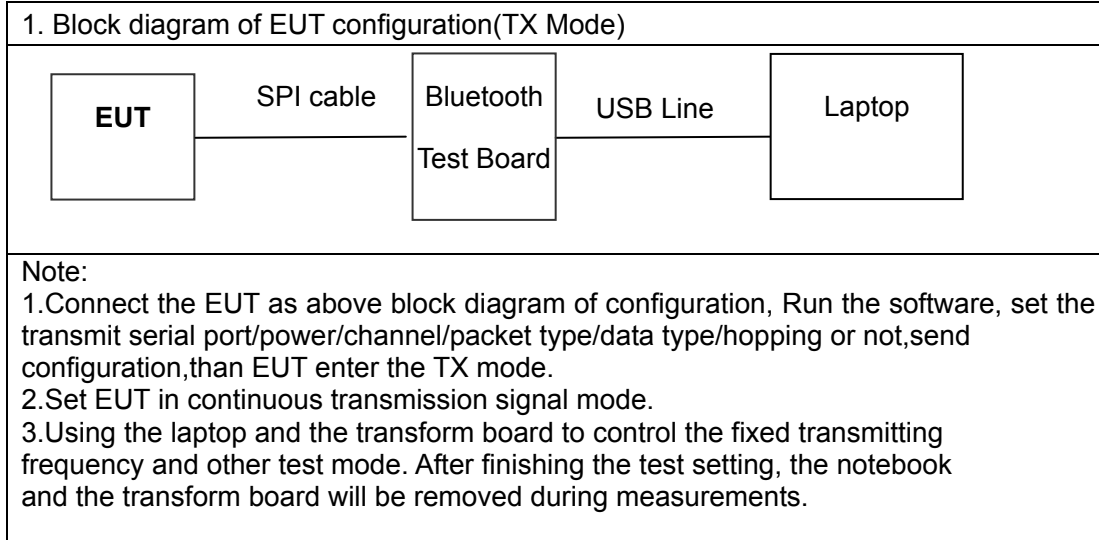 1. Block diagram of EUT configuration(TX Mode)
EUT
SPI cable
Bluetooth
Test Board
USB Line
Laptop
Note:
1.Connect the EUT as above block diagram of configuration, Run the software, set the
transmit serial port/power/channel/packet type/data type/hopping or not,send
configuration,than EUT enter the TX mode.
2.Set EUT in continuous transmission signal mode.
3.Using the laptop and the transform board to control the fixed transmitting
frequency and other test mode. After finishing the test setting, the notebook
and the transform board will be removed during measurements.